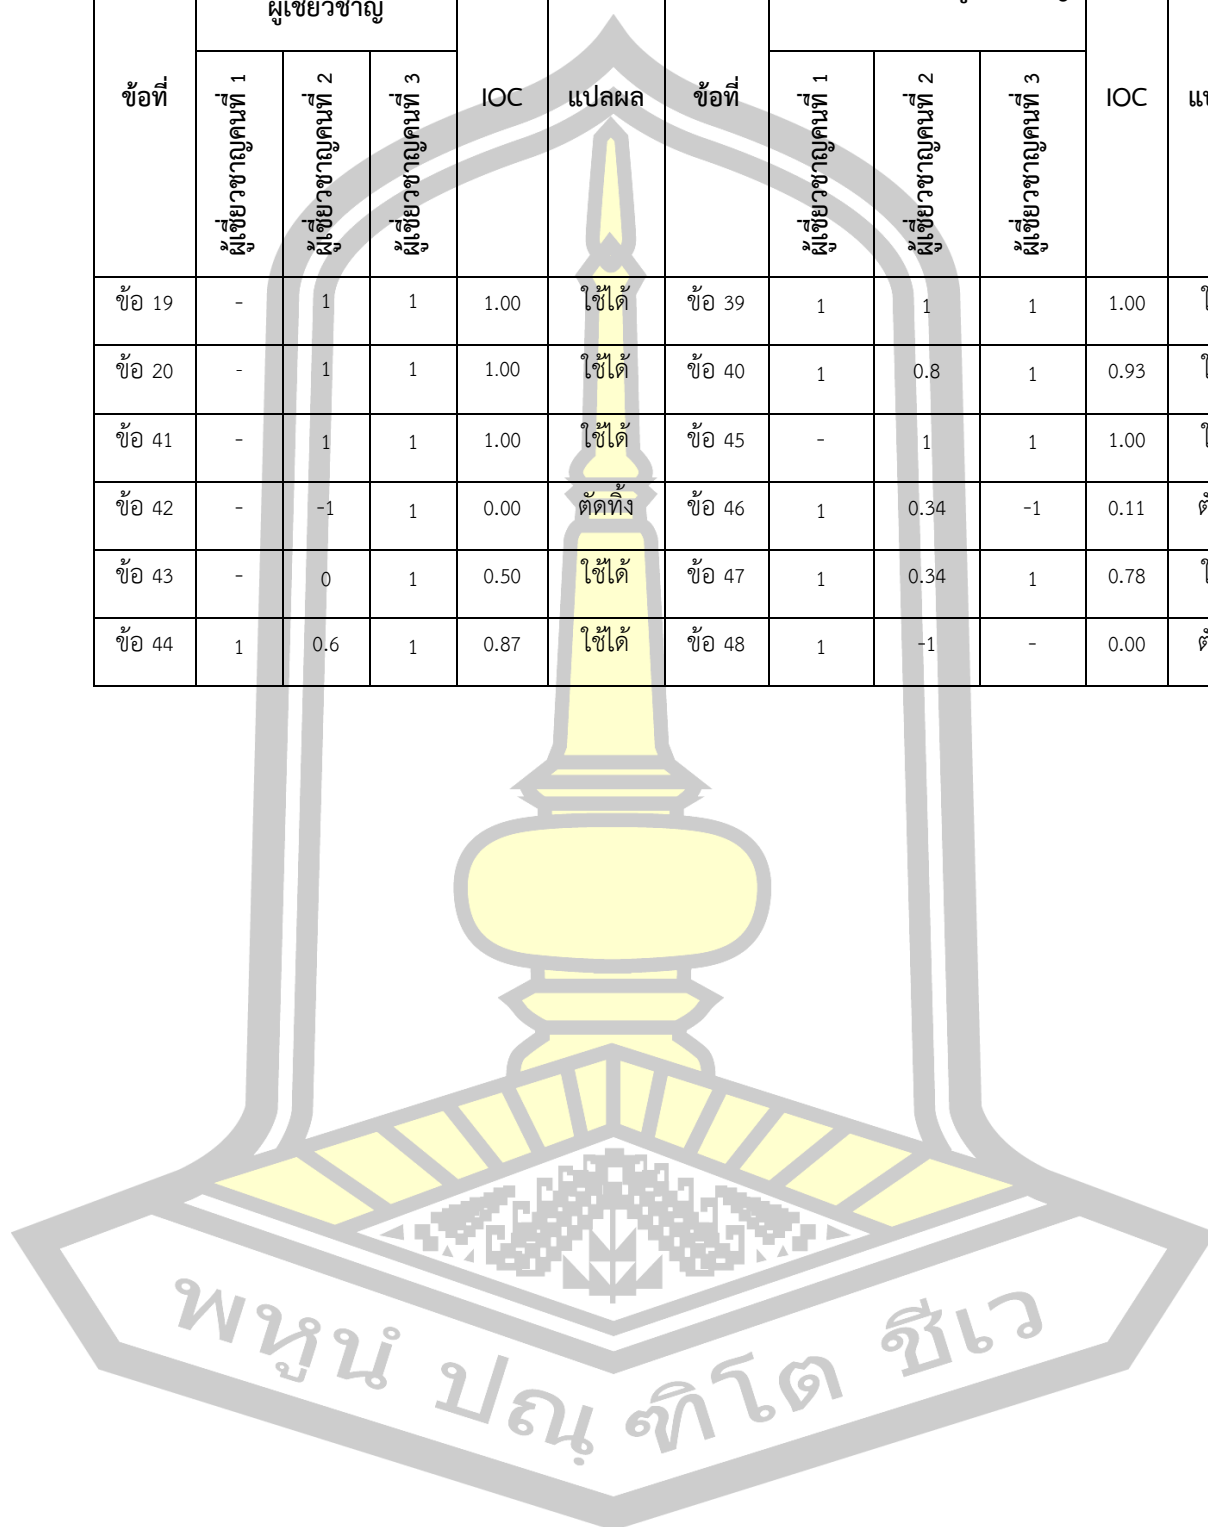 ผู้เชี่ยวชาญ
ข้อที่ ผู้เชี่ยวชาญคนที่ 1 ผู้เชี่ยวชาญคนที่ 2 ผู้เชี่ยวชาญคนที่ 3 IOC แปลผล ข้อที่ ผู้เชี่ยวชาญคนที่ 1 ผู้เชี่ยวชาญคนที่ 2 ผู้เชี่ยวชาญคนที่ 3 IOC
ข้อ 19 - 1 1 1.00 ใช้ได้ ข้อ 39 1 1 1 1.00
ข้อ 20 - 1 1 1.00 ใช้ได้ ข้อ 40 1 0.8 1 0.93
ข้อ 41 - 1 1 1.00 ใช้ได้ ข้อ 45 - 1 1 1.00
ข้อ 42 - -1 1 0.00 ตัดทิ้ง ข้อ 46 1 0.34 -1 0.11
ข้อ 43 - 0 1 0.50 ใช้ได้ ข้อ 47 1 0.34 1 0.78
ข้อ 44 1 0.6 1 0.87 ใช้ได้ ข้อ 48 1 -1 - 0.00
พหูนํ ปณฺฑิโต ชีเว